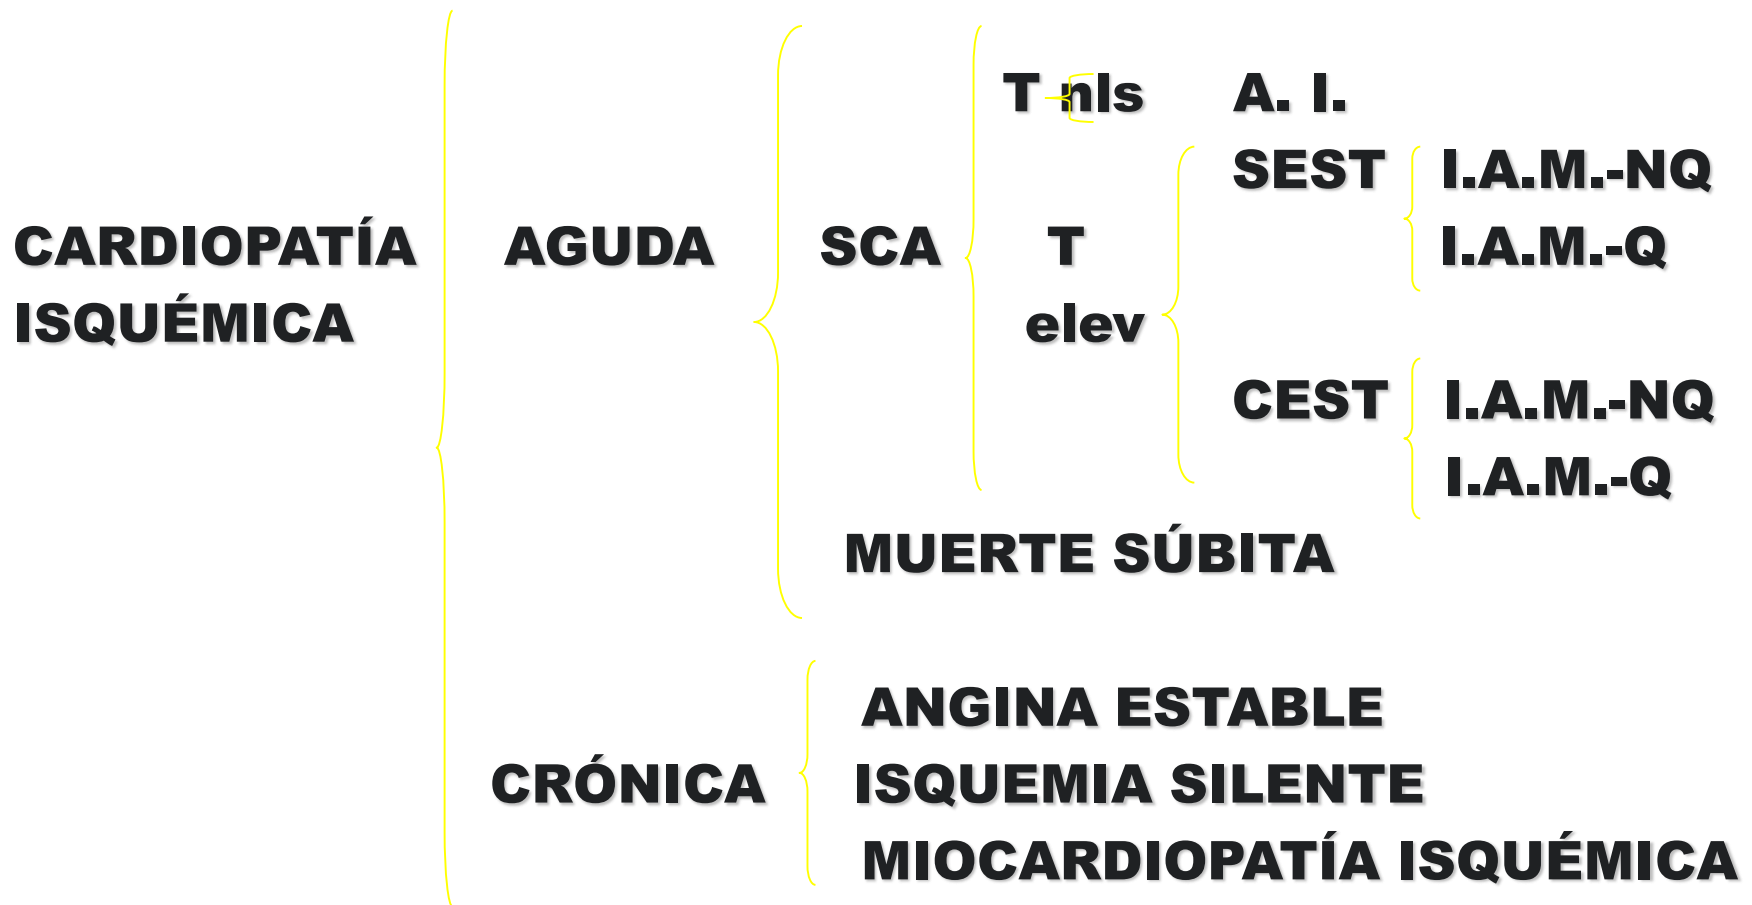 T nls A. I.
SEST I.A.M.-NQ
CARDIOPATÍA AGUDA SCA T I.A.M.-Q
ISQUÉMICA elev
CEST I.A.M.-NQ
I.A.M.-Q
MUERTE SÚBITA
ANGINA ESTABLE
CRÓNICA ISQUEMIA SILENTE
MIOCARDIOPATÍA ISQUÉMICA